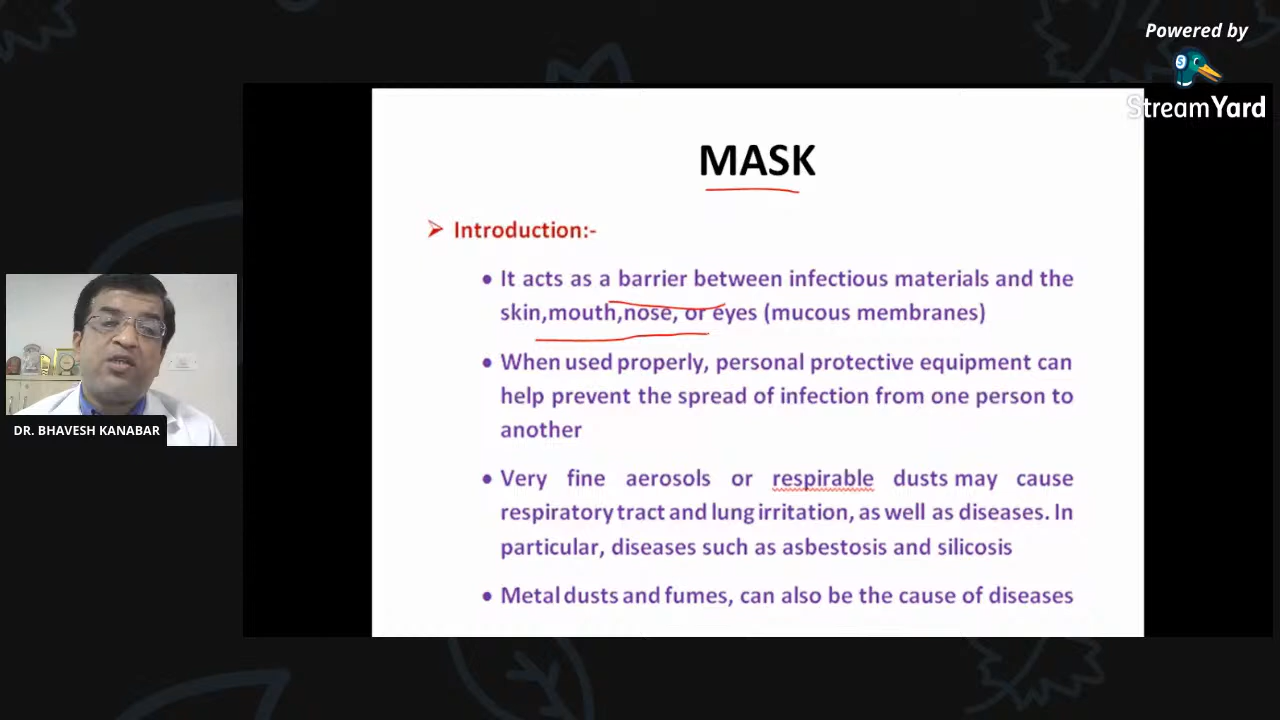 Powered by
StreamYard
MASK
➢ Introduction:-
• It acts as a barrier between infectious materials and the
skin,mouth,nose, or eyes (mucous membranes)
• When used properly, personal protective equipment can
help prevent the spread of infection from one person to
another
• Very fine aerosols or respirable dusts may cause
respiratory tract and lung irritation, as well as diseases. In
particular, diseases such as asbestosis and silicosis
• Metal dusts and fumes, can also be the cause of diseases
DR. BHAVESH KANABAR